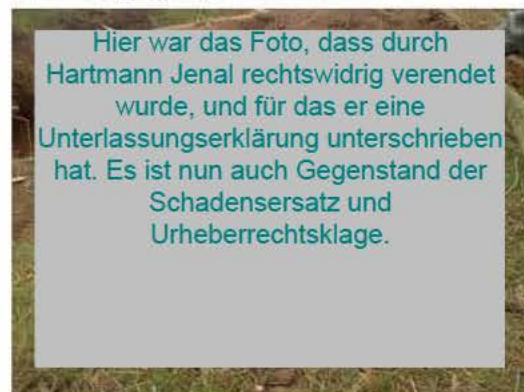 Hier war das Foto, dass durch
Hartmann Jenal rechtswidrig verendet
wurde, und für das er eine
Unterlassungserklärung unterschrieben
hat. Es ist nun auch Gegenstand der
Schadensersatz und
Urheberrechtsklage.